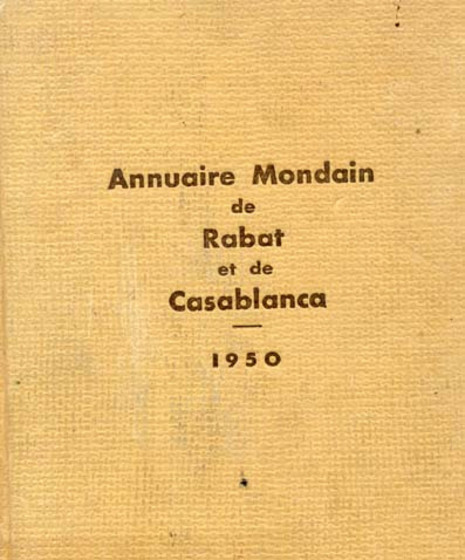 Annuaire Mondain
de
Rabat
et de
Casablanca
1950